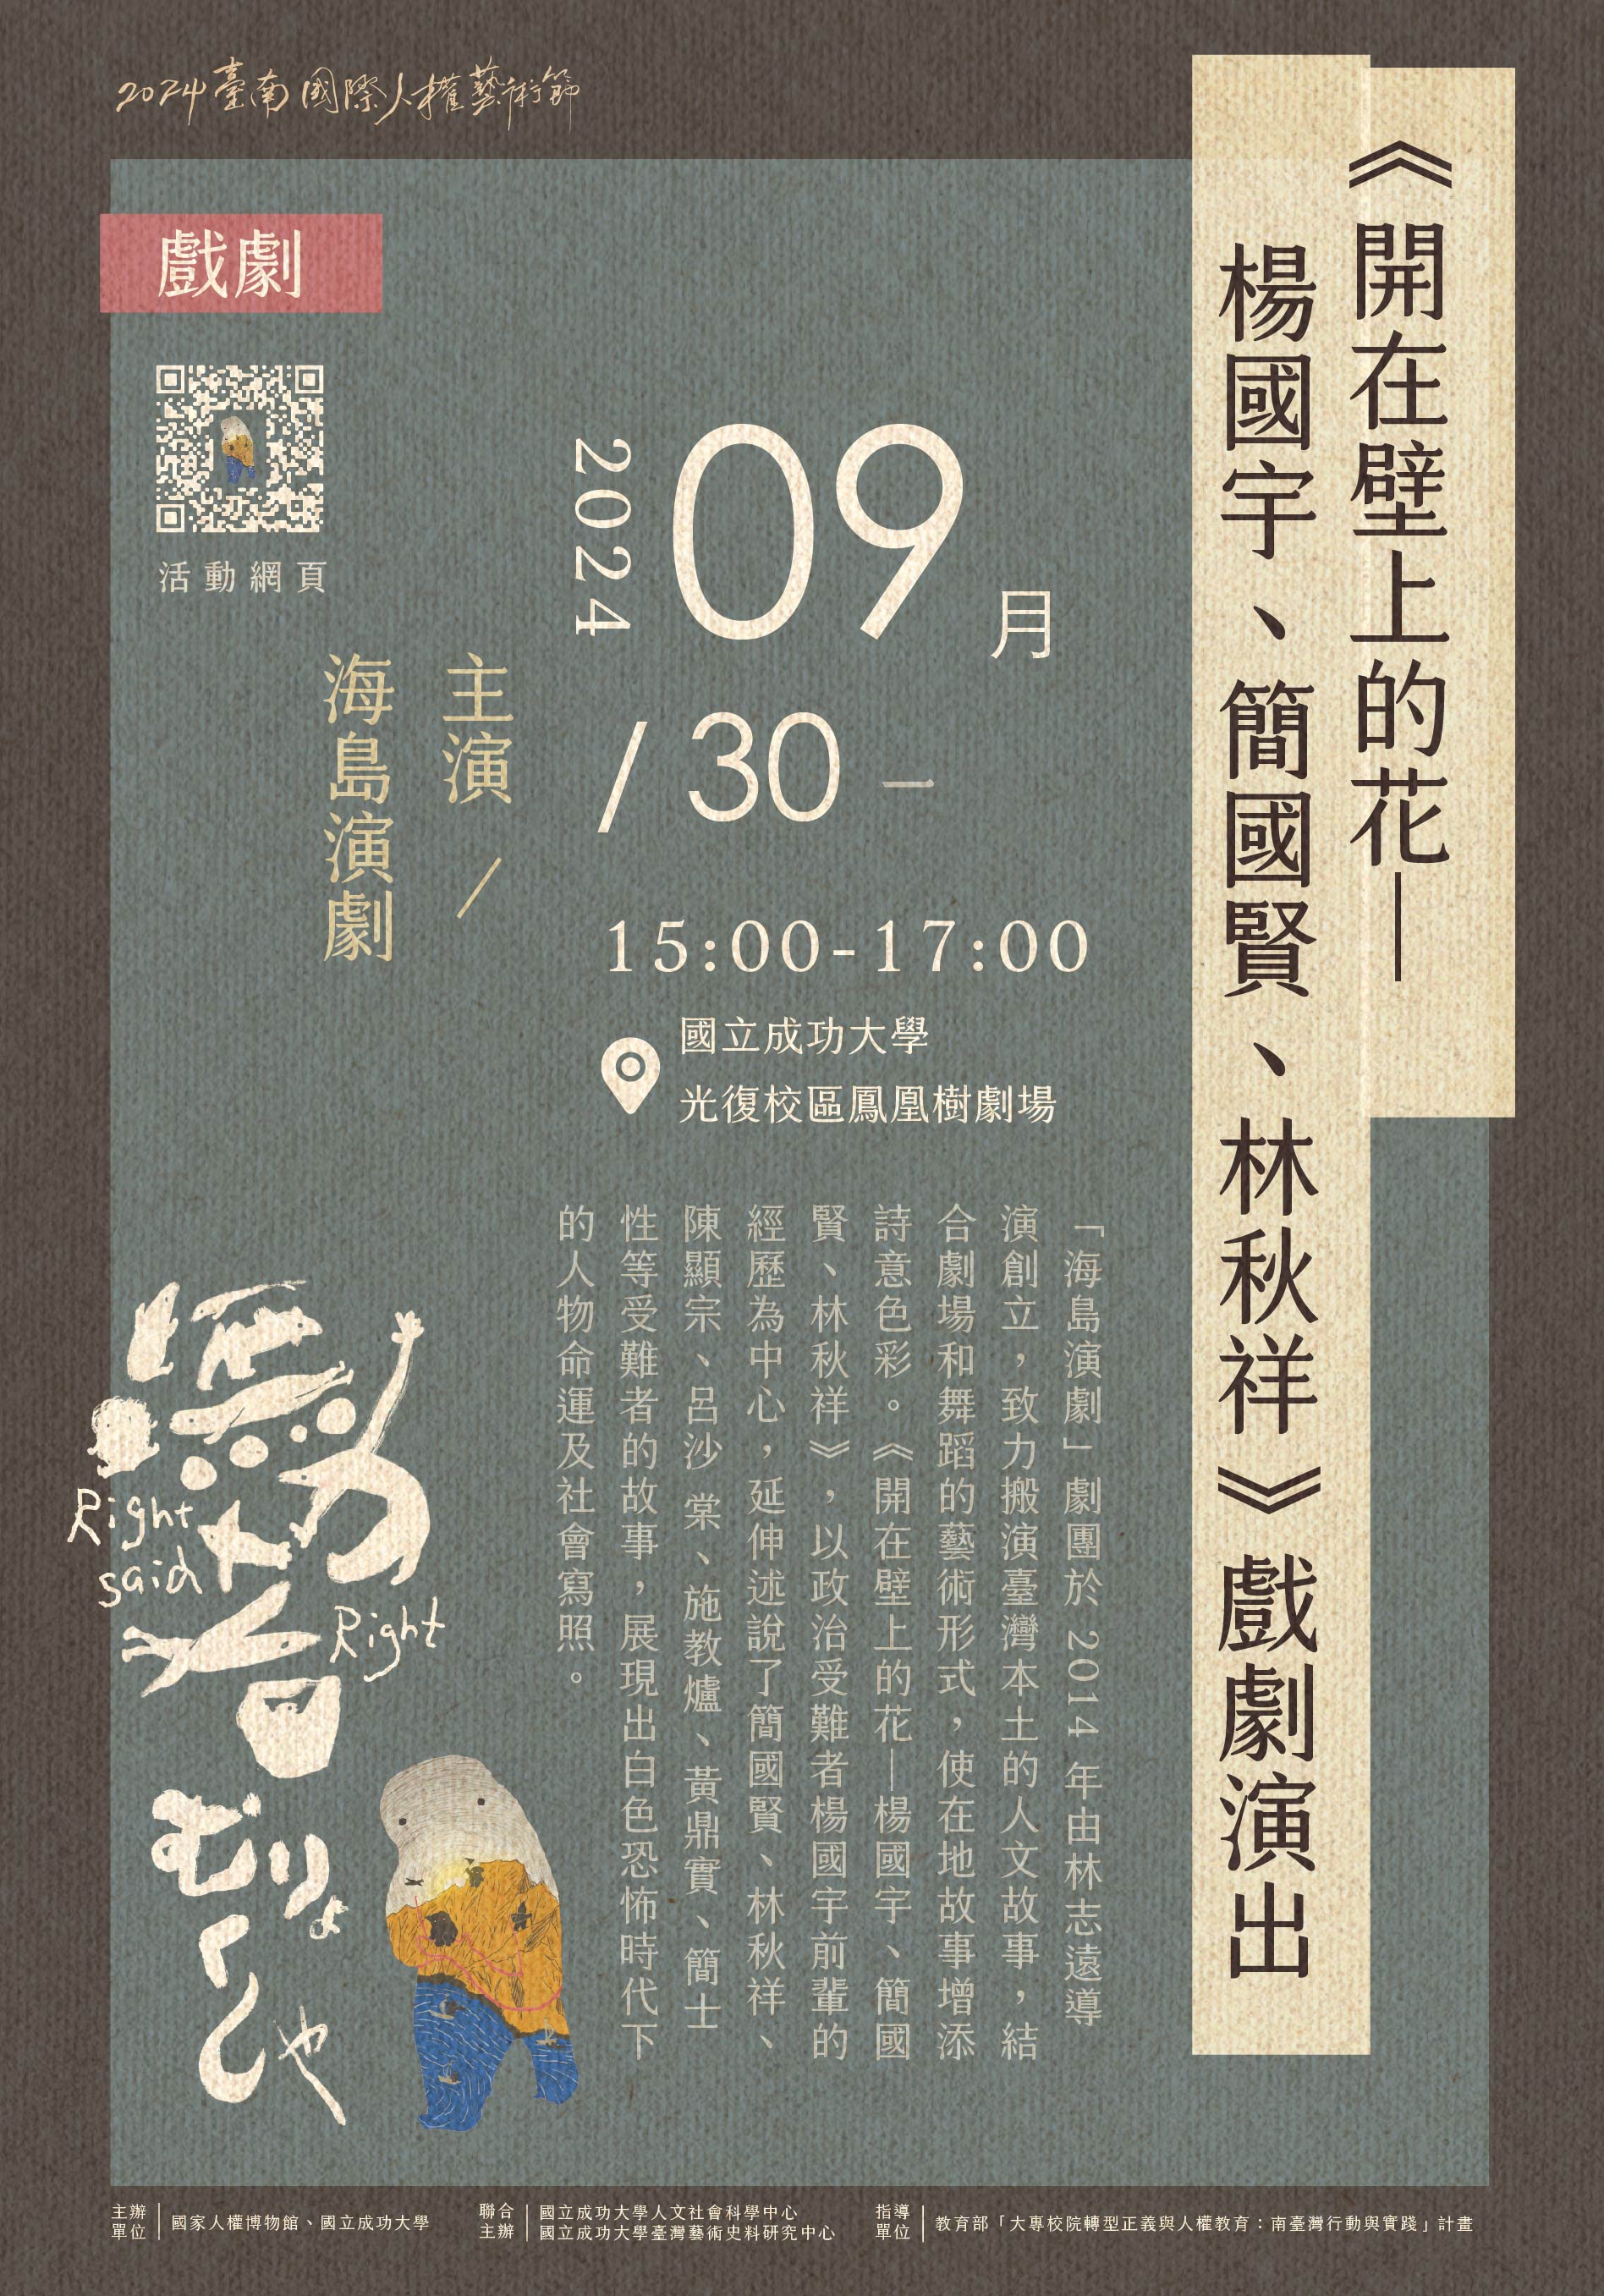 2024臺南國際人權藝術節
《開在壁上的花—
楊國宇、簡國賢、林秋祥》戲劇演出
戲劇
活動網頁
2024
09月
/ 30 一
15:00-17:00
國立成功大學
光復校區鳳凰樹劇場
主演／
海島演劇
「海島演劇」劇團於 2014 年由林志遠導
演創立，致力搬演臺灣本土的人文故事，結
合劇場和舞蹈的藝術形式，使在地故事增添
詩意色彩。《開在壁上的花—楊國宇、簡國
賢、林秋祥》，以政治受難者楊國宇前輩的
經歷為中心，延伸述說了簡國賢、林秋祥、
陳顯宗、呂沙棠、施教爐、黃鼎實、簡士
性等受難者的故事，展現出白色恐怖時代下
的人物命運及社會寫照。
Right
said
Right
主辦
單位
國家人權博物館、國立成功大學
聯合
主辦
國立成功大學人文社會科學中心
國立成功大學臺灣藝術史料研究中心
指導
單位
教育部「大專校院轉型正義與人權教育：南臺灣行動與實踐」計畫